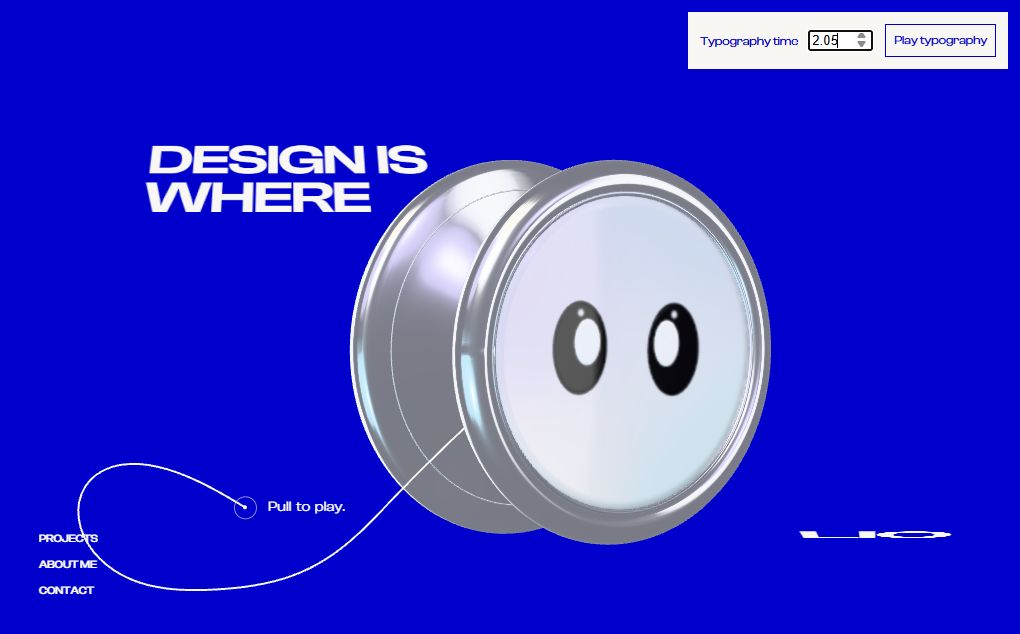 Typography time 2.05 Play typography
DESIGN IS
WHERE
Pull to play.
PROJECTS
ABOUT ME
CONTACT